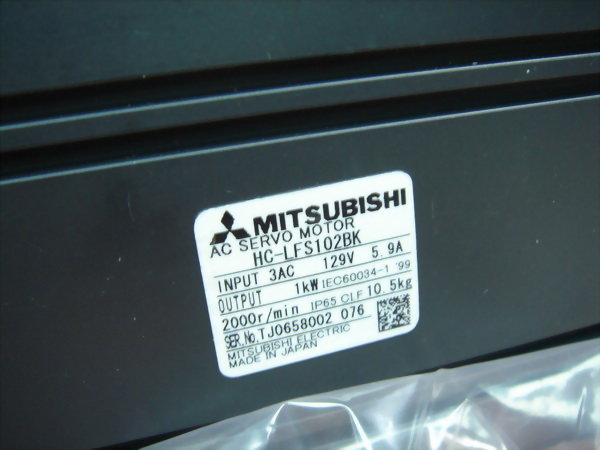 MITSUBISHI
AC SERVO MOTOR
HC-LFS102BK
INPUT 3AC 129V 5.9A
OUTPUT 1kW IEC60034-1 '99
2000r/min IP65 Cl.F 10.5kg
SER.No.TJ0658002 076
MITSUBISHI ELECTRIC
MADE IN JAPAN